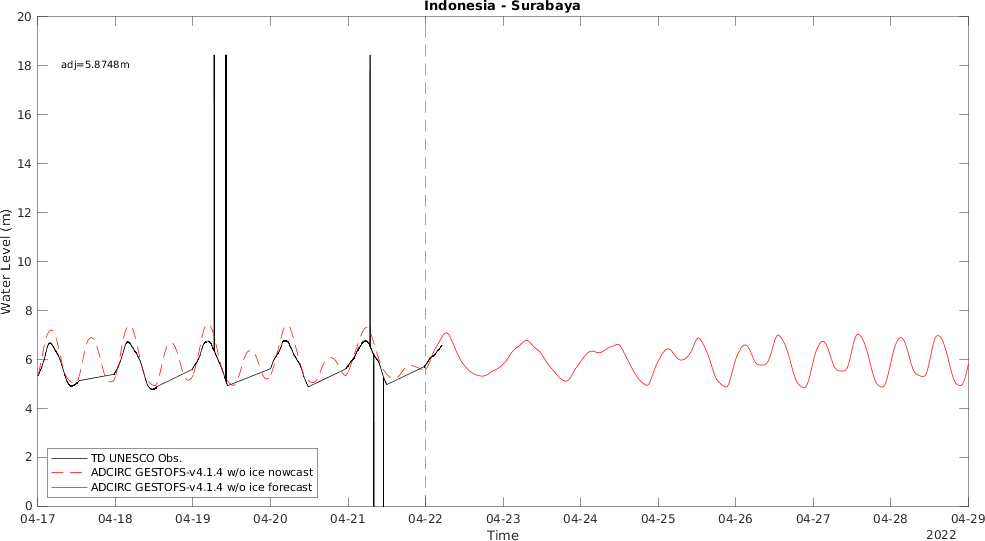 Indonesia - Surabaya
20
18
16
14
12
10
8
6
4
2
0
Water Level (m)
adj=5.8748m
TD UNESCO Obs.
ADCIRC GESTOFS-v4.1.4 w/o ice nowcast
ADCIRC GESTOFS-v4.1.4 w/o ice forecast
04-17 04-18 04-19 04-20 04-21 04-22 04-23 04-24 04-25 04-26 04-27 04-28 04-29
Time
2022